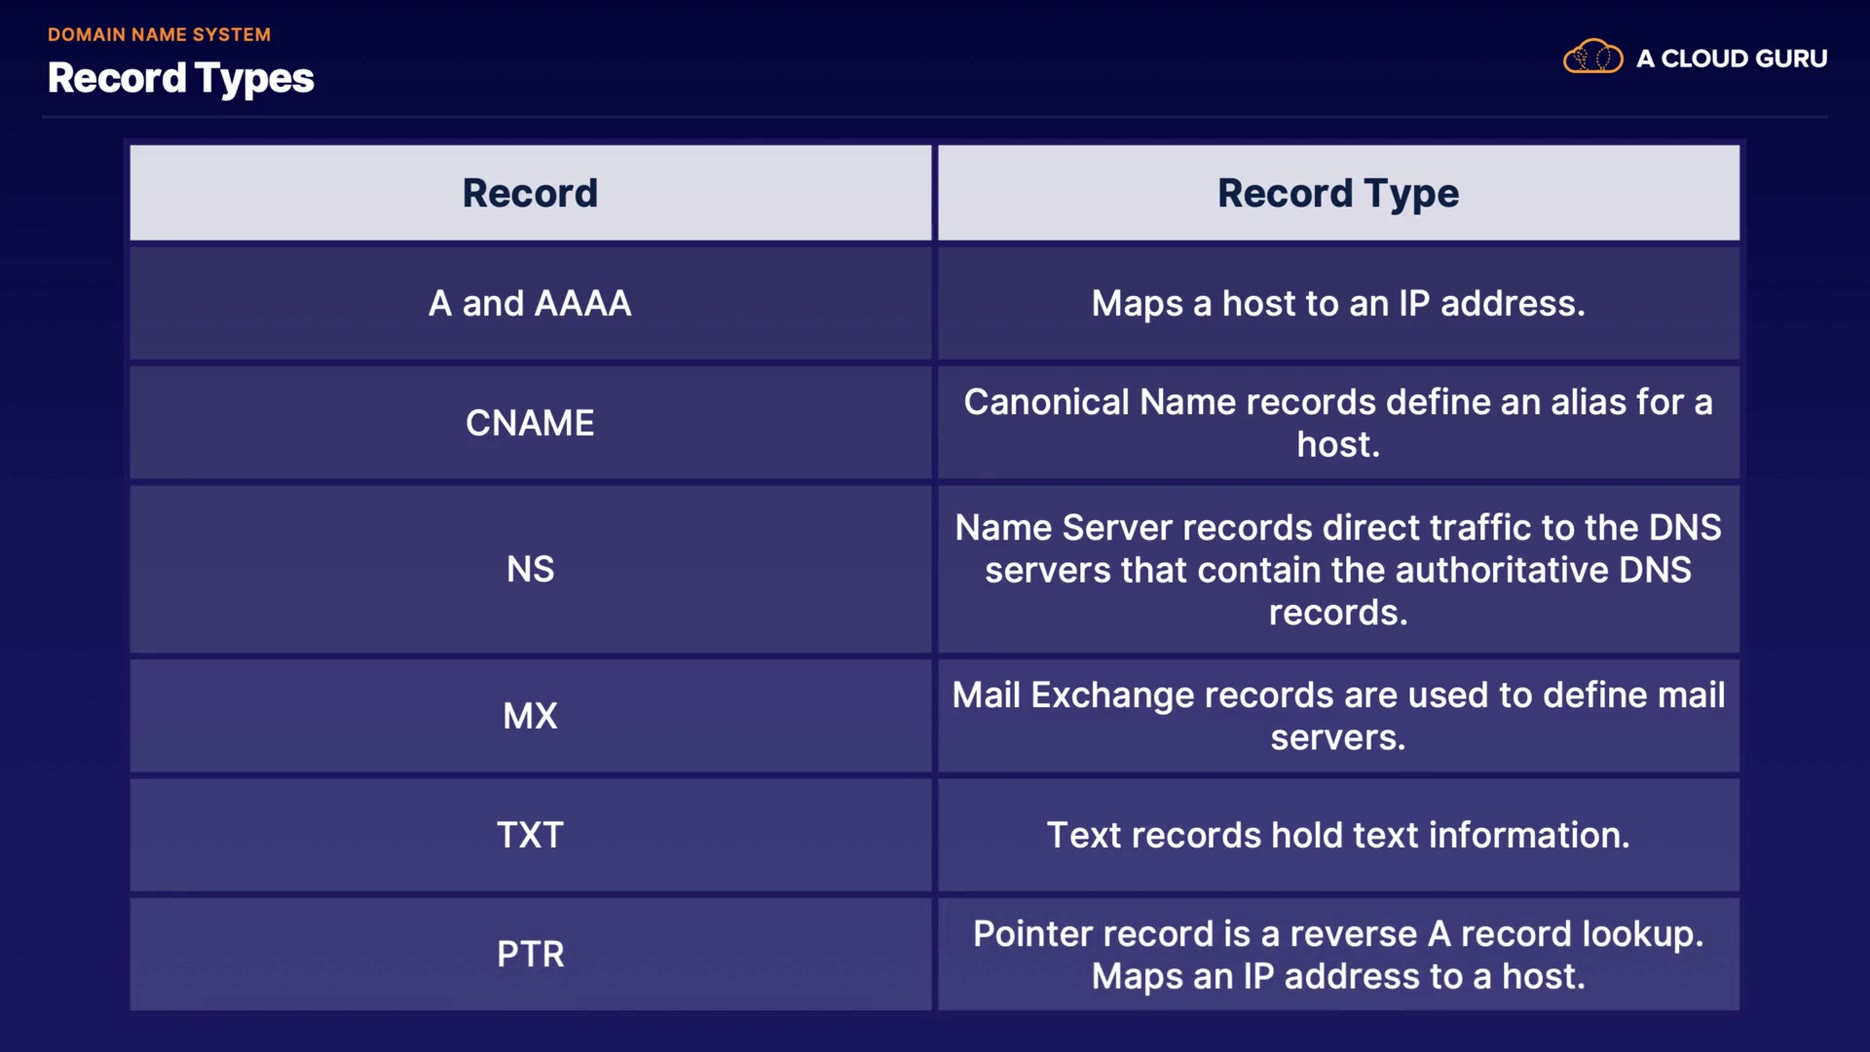 DOMAIN NAME SYSTEM
Record Types
A CLOUD GURU
Record
Record Type
A and AAAA
Maps a host to an IP address.
CNAME
Canonical Name records define an alias for a
host.
NS
Name Server records direct traffic to the DNS
servers that contain the authoritative DNS
records.
MX
Mail Exchange records are used to define mail
servers.
TXT
Text records hold text information.
PTR
Pointer record is a reverse A record lookup.
Maps an IP address to a host.